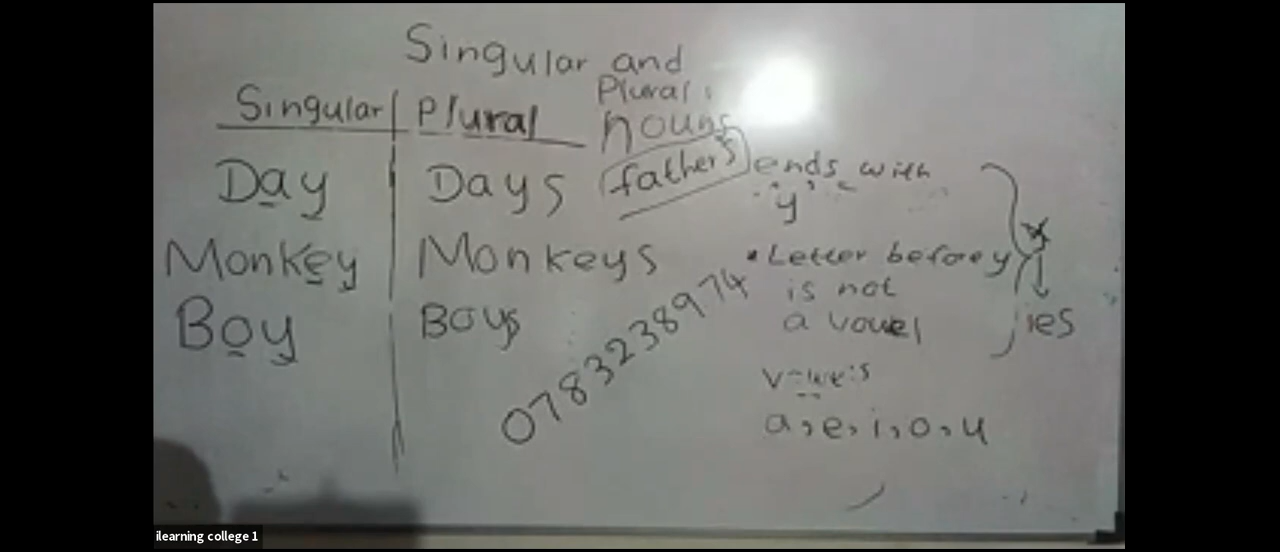 Singular and
Plural
nouns
Singular Plural
Day Days
fathers
Monkey Monkeys
Boy Boys
0783238974
ends with
'y'
• Letter before y
is not
a vowel
ies
a, e, i, o, u
ilearning college 1